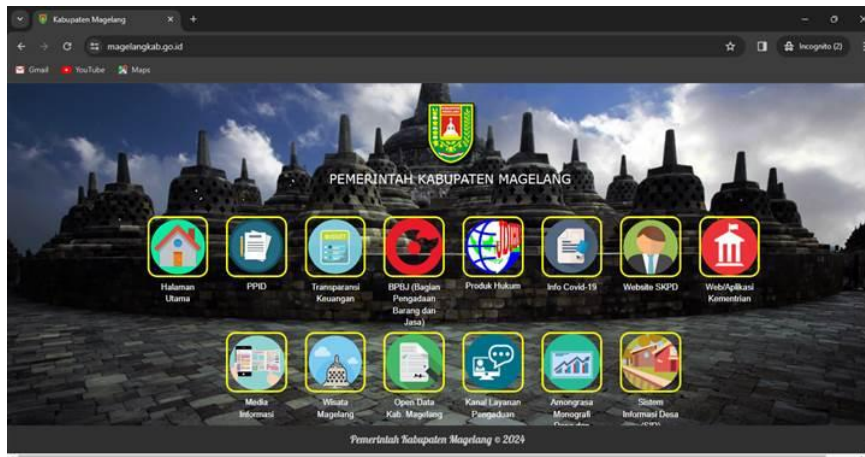 Kabupaten Magelang
magelangkab.go.id
Incognito (2)
Gmail YouTube Maps
PEMERINTAH KABUPATEN MAGELANG
Halaman Utama
PPID
Transparansi Keuangan
BPBJ (Bagian Pengadaan Barang dan Jasa)
Produk Hukum
Info Covid-19
Website SKPD
Web/Aplikasi Kementrian
Media Informasi
Wisata Magelang
Open Data Kab. Magelang
Kanal Layanan Pengaduan
Amongrasa Monografi
Sistem Informasi Desa
Pemerintah Kabupaten Magelang © 2024